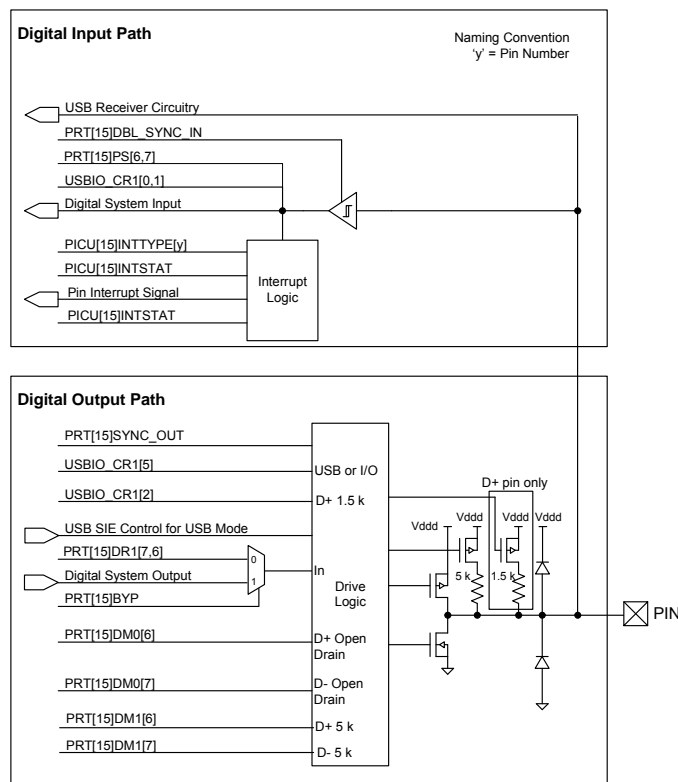 Digital Input Path
Naming Convention
‘y’ = Pin Number
USB Receiver Circuitry
PRT[15]DBL_SYNC_IN
PRT[15]PS[6,7]
USBIO_CR1[0,1]
Digital System Input
PICU[15]INTTYPE[y]
PICU[15]INTSTAT
Pin Interrupt Signal
PICU[15]INTSTAT
Interrupt
Logic
Digital Output Path
PRT[15]SYNC_OUT
USBIO_CR1[5]
USB or I/O
USBIO_CR1[2]
D+ 1.5 k
USB SIE Control for USB Mode
PRT[15]DR1[7,6]
0
Digital System Output
1
PRT[15]BYP
In
Drive
Logic
PRT[15]DM0[6]
D+ Open
Drain
PRT[15]DM0[7]
D- Open
Drain
PRT[15]DM1[6]
D+ 5 k
PRT[15]DM1[7]
D- 5 k
D+ pin only
Vddd
Vddd
Vddd
Vddd
5 k
1.5 k
PIN